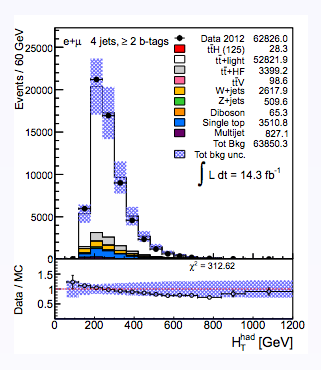 e+μ 4 jets, ≥ 2 b-tags
Data 2012 62826.0
tt̄H (125) 28.3
tt̄+light 52821.9
tt̄+HF 3399.2
tt̄V 98.6
W+jets 2617.9
Z+jets 509.6
Diboson 65.3
Single top 3510.8
Multijet 827.1
Tot Bkg 63850.3
Tot bkg unc.
∫ L dt = 14.3 fb⁻¹
Events / 60 GeV
25000
20000
15000
10000
5000
0
χ² = 312.62
Data / MC
1.5
1
0.5
0 200 400 600 800 1000 1200
H_T^had [GeV]